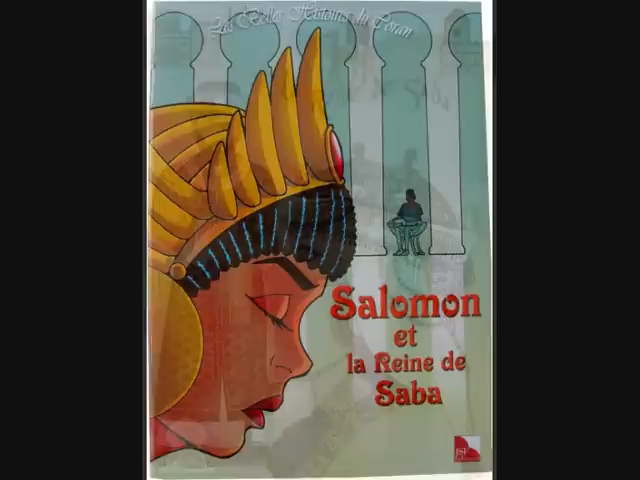 Les Belles Histoires du Coran
Salomon
et
la Reine de
Saba